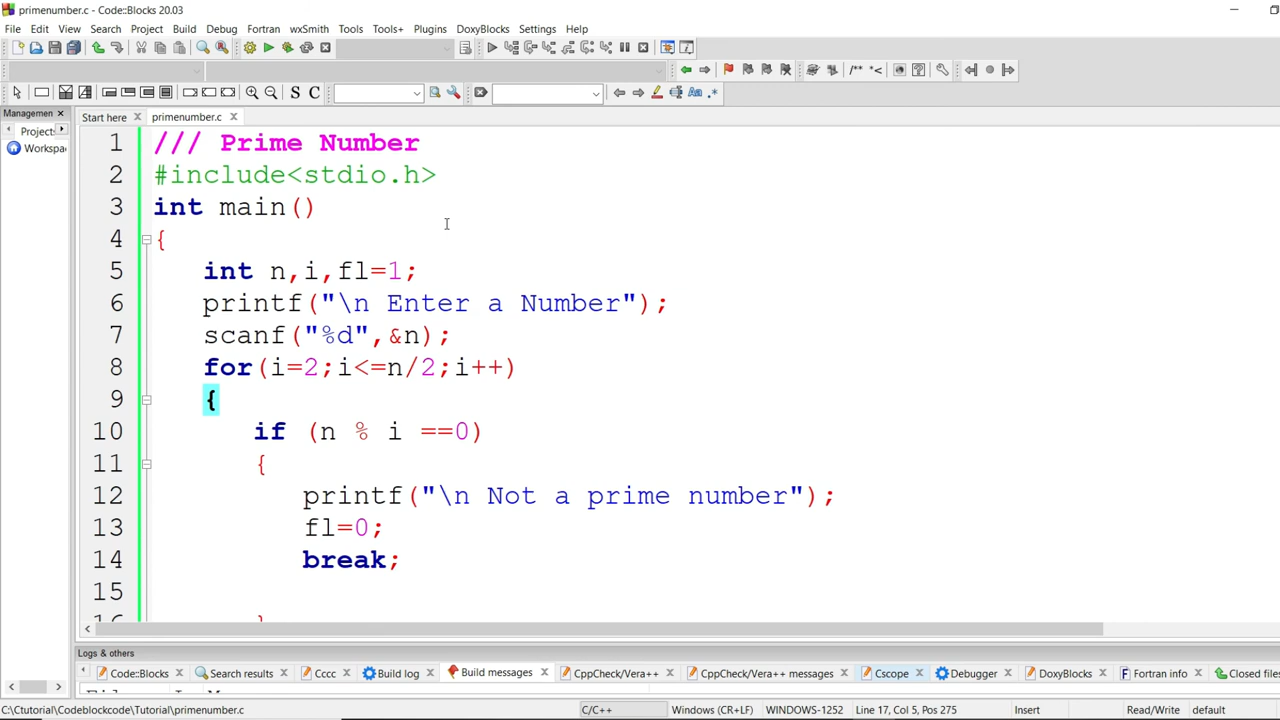 primenumber.c - Code::Blocks 20.03
File Edit View Search Project Build Debug Fortran wxSmith Tools Tools+ Plugins DoxyBlocks Settings Help
/** *<
S C
Aa .*
Managemen
Start here primenumber.c
Projects
Workspa
1 /// Prime Number
2 #include<stdio.h>
3 int main()
4 {
5 int n,i,fl=1;
6 printf("\n Enter a Number");
7 scanf("%d",&n);
8 for(i=2;i<=n/2;i++)
9 {
10 if (n % i ==0)
11 {
12 printf("\n Not a prime number");
13 fl=0;
14 break;
15
Logs & others
Code::Blocks Search results Cccc Build log Build messages CppCheck/Vera++ CppCheck/Vera++ messages Cscope Debugger DoxyBlocks Fortran info Closed files
C:\Ctutorial\Codeblockcode\Tutorial\primenumber.c C/C++ Windows (CR+LF) WINDOWS-1252 Line 17, Col 5, Pos 275 Insert Read/Write default